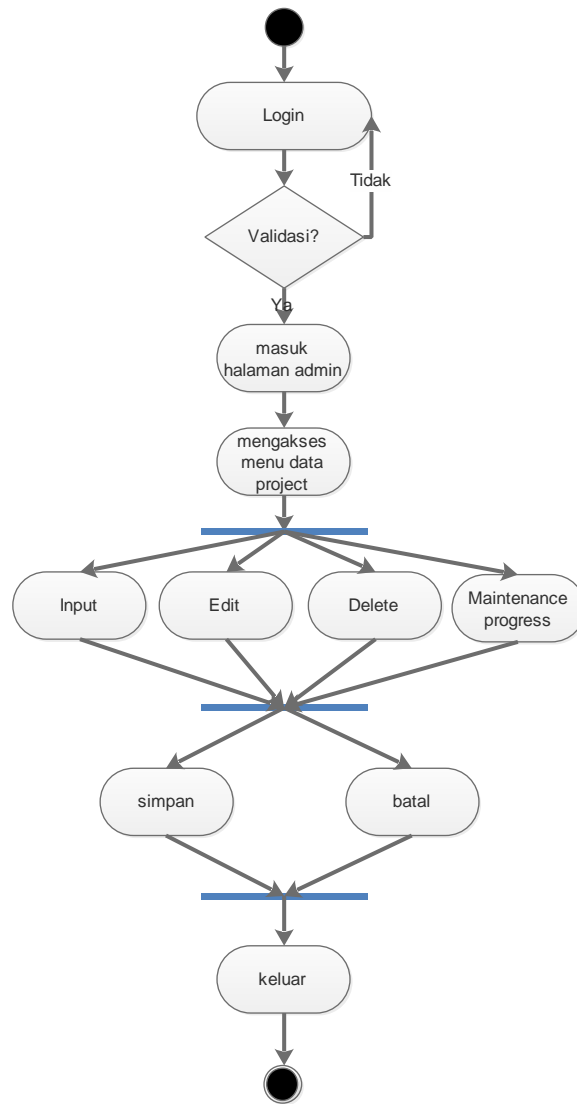 Login
Tidak
Validasi?
Ya
masuk
halaman admin
mengakses
menu data
project
Input
Edit
Delete
Maintenance
progress
simpan
batal
keluar